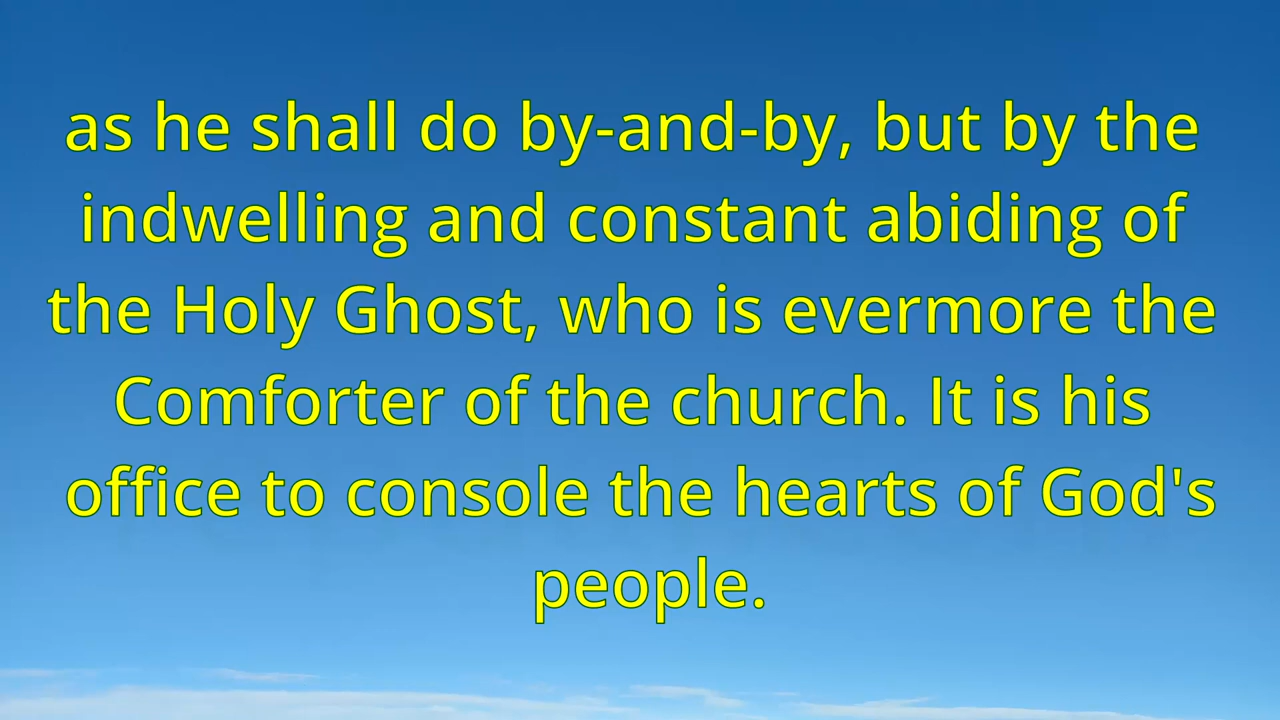 as he shall do by-and-by, but by the
indwelling and constant abiding of
the Holy Ghost, who is evermore the
Comforter of the church. It is his
office to console the hearts of God's
people.